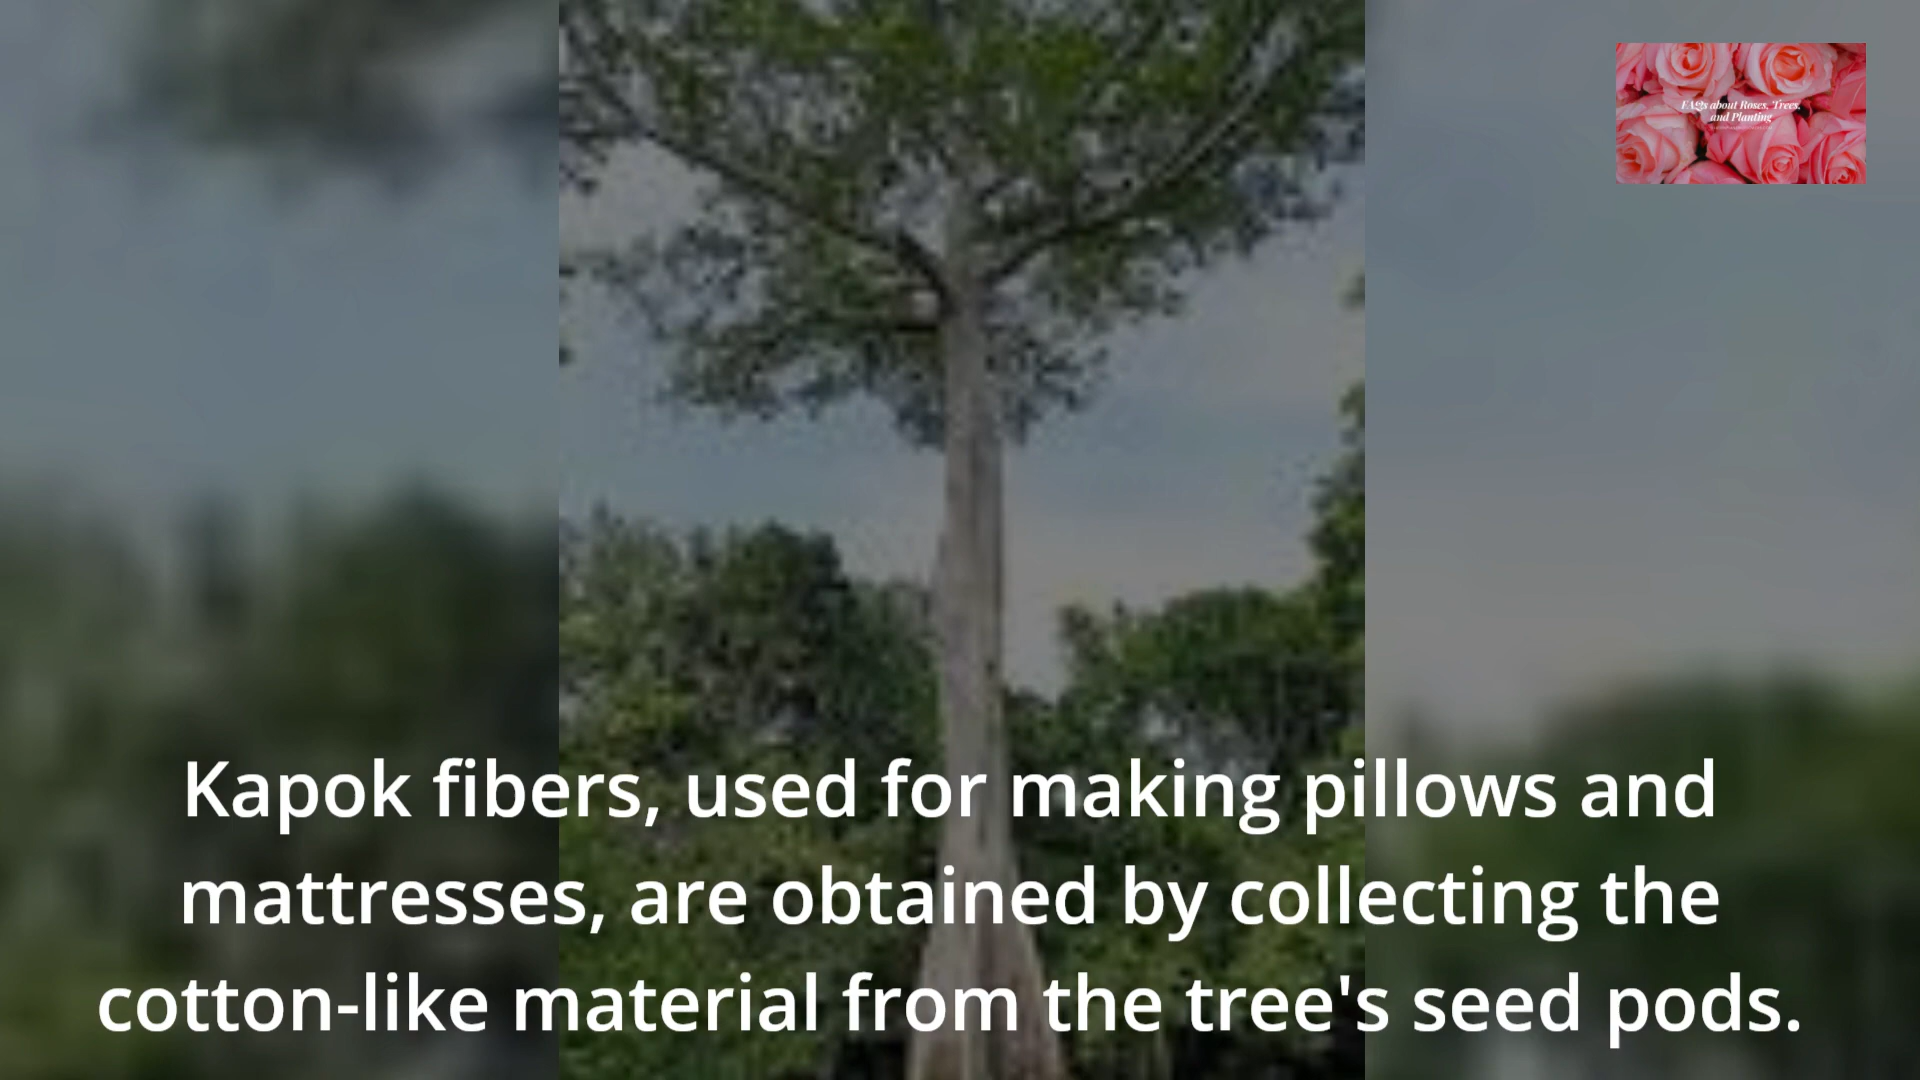 FAQs about Roses, Trees,
and Planting
Kapok fibers, used for making pillows and
mattresses, are obtained by collecting the
cotton-like material from the tree's seed pods.